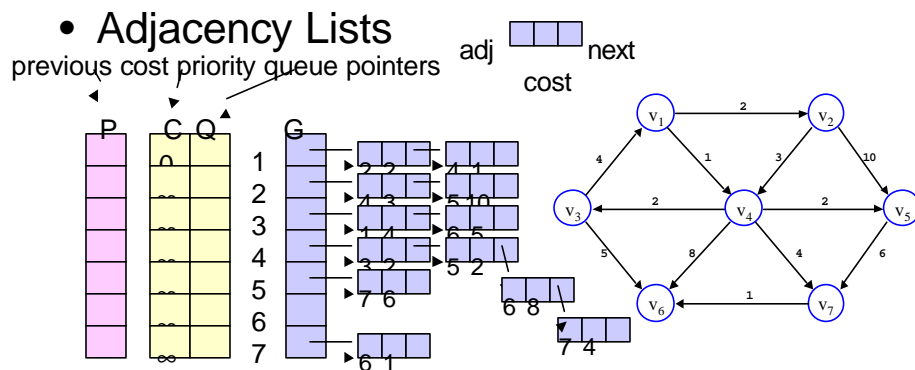 • Adjacency Lists
adj next
cost
previous cost priority queue pointers
P C Q G
0
∞
∞
∞
∞
∞
∞
1
2
3
4
5
6
7
2 2 4 1
4 3 5 10
1 4 6 5
3 2 5 2
7 6
6 8
7 4
6 1
v1 2 v2
4 1 3 10
v3 2 v4 2 v5
5 8 4 6
v6 1 v7